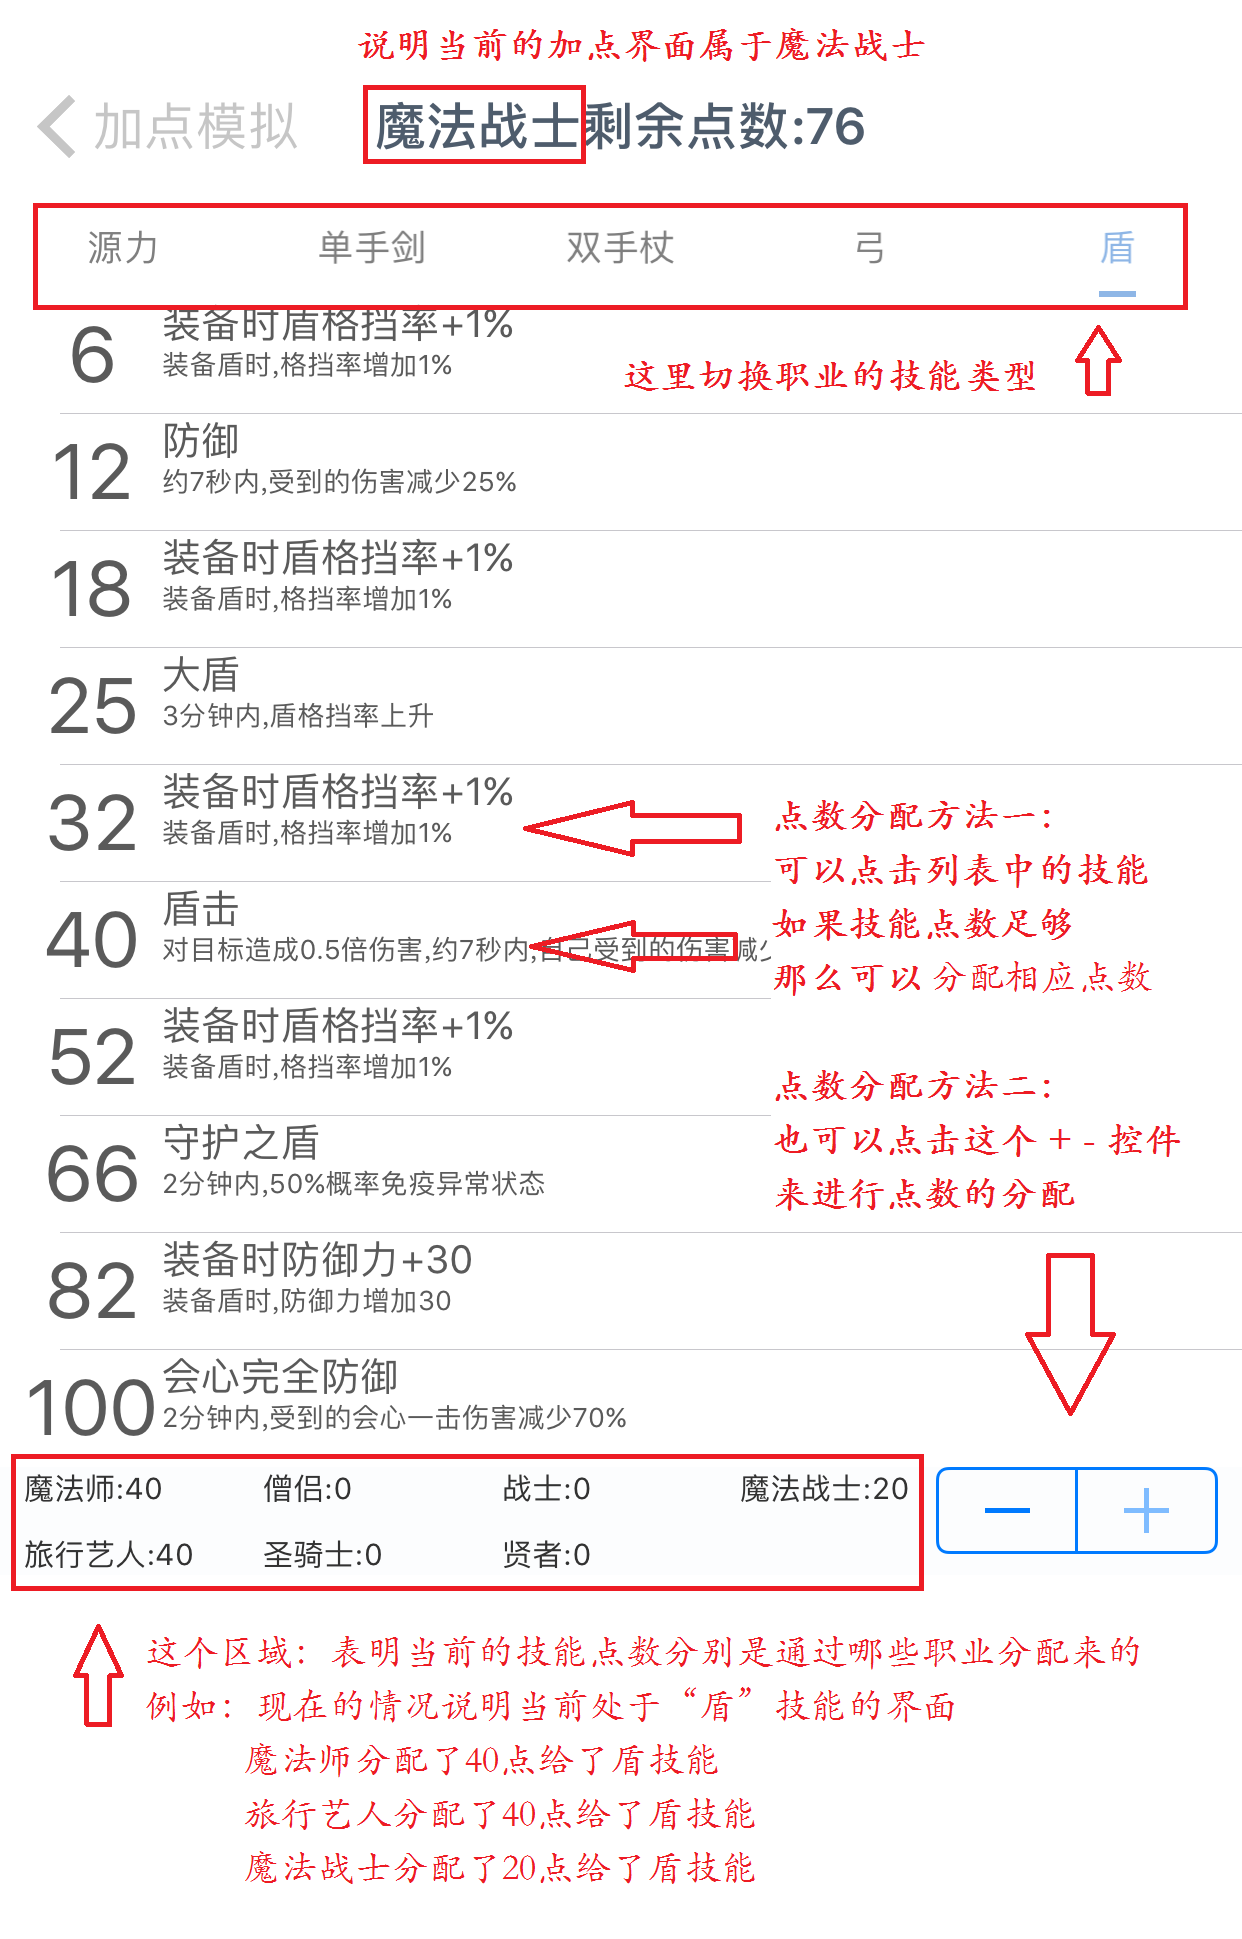 说明当前的加点界面属于魔法战士
加点模拟
魔法战士剩余点数:76
源力 单手剑 双手杖 弓 盾
6 装备时盾格挡率+1%
装备盾时,格挡率增加1%
这里切换职业的技能类型
12 防御
约7秒内,受到的伤害减少25%
18 装备时盾格挡率+1%
装备盾时,格挡率增加1%
25 大盾
3分钟内,盾格挡率上升
32 装备时盾格挡率+1%
装备盾时,格挡率增加1%
点数分配方法一：
可以点击列表中的技能
如果技能点数足够
那么可以分配相应点数
40 盾击
对目标造成0.5倍伤害,约7秒内,自己受到的伤害减
52 装备时盾格挡率+1%
装备盾时,格挡率增加1%
点数分配方法二：
也可以点击这个 + - 控件
来进行点数的分配
66 守护之盾
2分钟内,50%概率免疫异常状态
82 装备时防御力+30
装备盾时,防御力增加30
100 会心完全防御
2分钟内,受到的会心一击伤害减少70%
魔法师:40 僧侣:0 战士:0 魔法战士:20
旅行艺人:40 圣骑士:0 贤者:0
— +
这个区域：表明当前的技能点数分别是通过哪些职业分配来的
例如：现在的情况说明当前处于“盾”技能的界面
魔法师分配了40点给了盾技能
旅行艺人分配了40点给了盾技能
魔法战士分配了20点给了盾技能